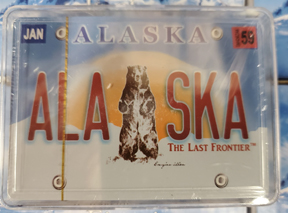 JAN ALASKA 59
ALASKA
THE LAST FRONTIER™